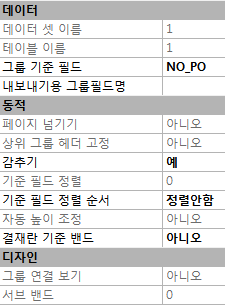 데이터
데이터 셋 이름 1
테이블 이름 1
그룹 기준 필드 NO_PO
내보내기용 그룹필드명
동적
페이지 넘기기 아니오
상위 그룹 헤더 고정 아니오
감추기 예
기준 필드 정렬 0
기준 필드 정렬 순서 정렬안함
자동 높이 조정 아니오
결재란 기준 밴드 아니오
디자인
그룹 연결 보기 아니오
서브 밴드 0